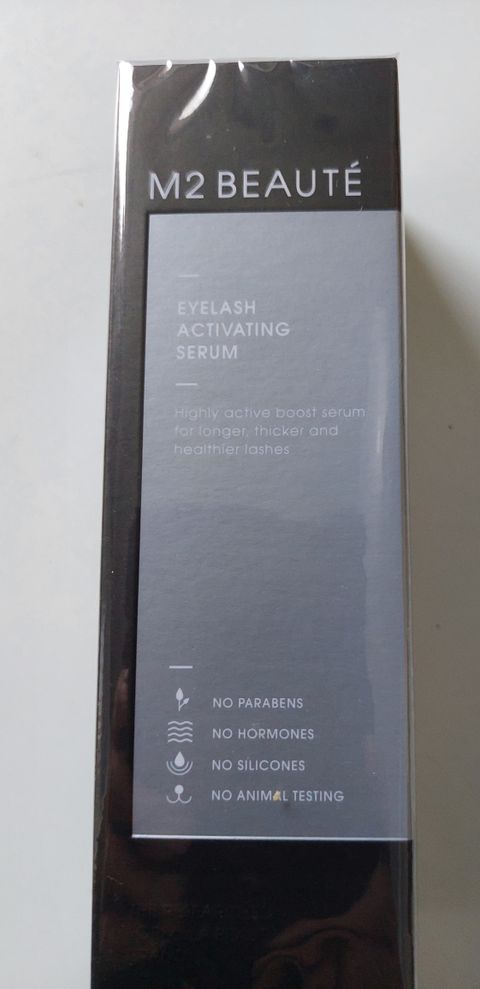 M2 BEAUTÉ
EYELASH
ACTIVATING
SERUM
Highly active boost serum
for longer, thicker and
healthier lashes
NO PARABENS
NO HORMONES
NO SILICONES
NO ANIMAL TESTING